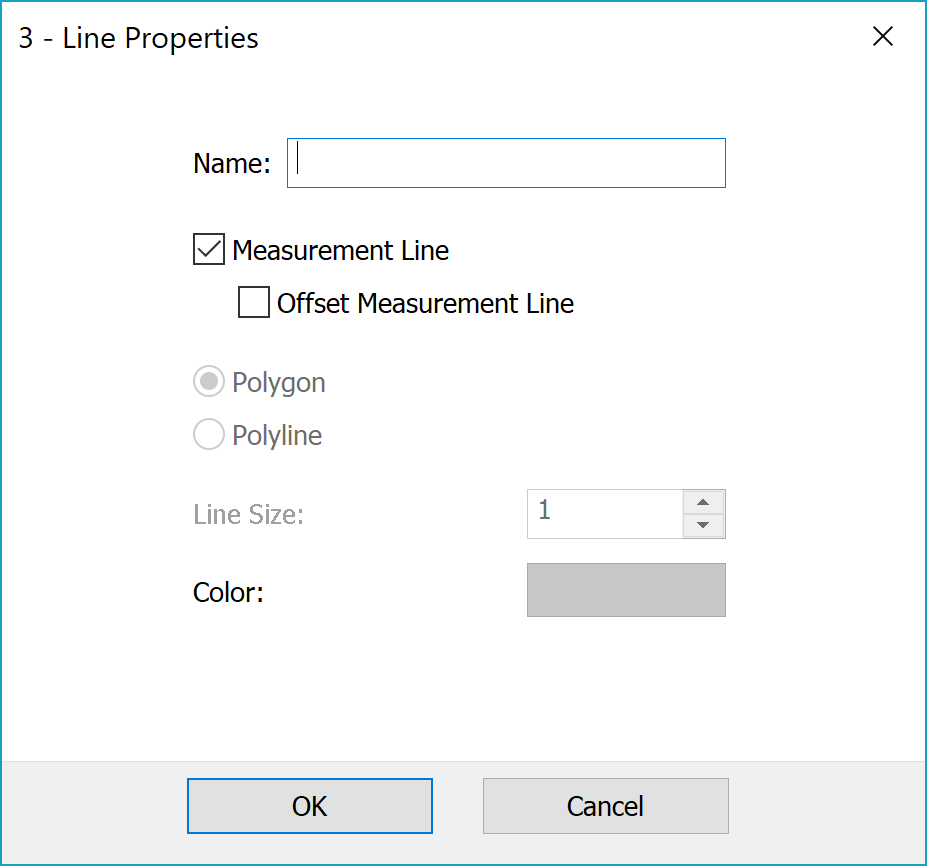 3 - Line Properties
Name:
Measurement Line
Offset Measurement Line
Polygon
Polyline
Line Size: 1
Color:
OK Cancel